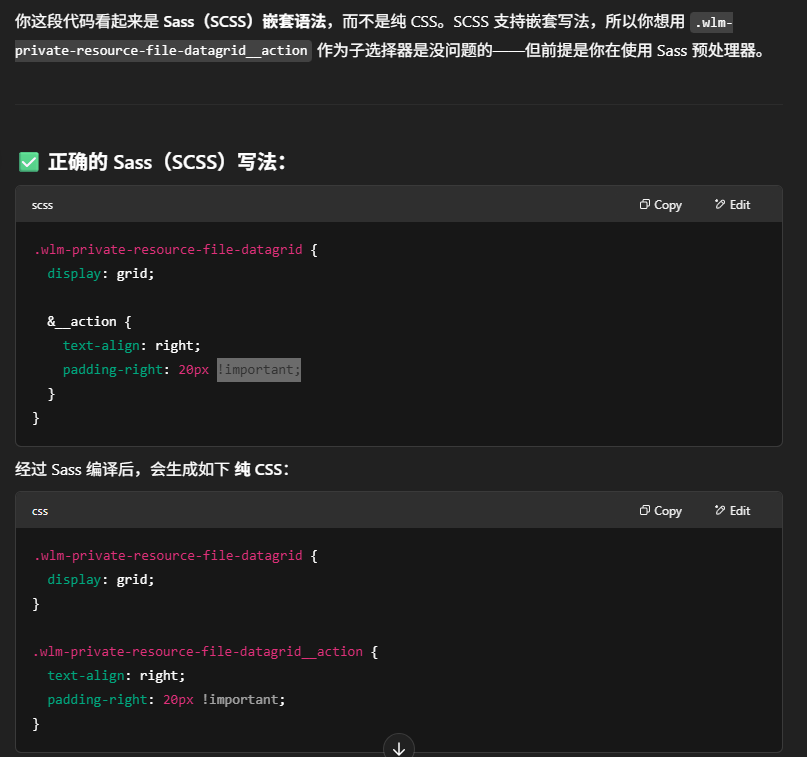 你这段代码看起来是 Sass（SCSS）嵌套语法，而不是纯 CSS。SCSS 支持嵌套写法，所以你想用 .wlm-
private-resource-file-datagrid__action 作为子选择器是没问题的——但前提是你在使用 Sass 预处理器。
✅ 正确的 Sass（SCSS）写法：
scss
Copy
Edit
.wlm-private-resource-file-datagrid {
  display: grid;
  &__action {
    text-align: right;
    padding-right: 20px !important;
  }
}
经过 Sass 编译后，会生成如下 纯 CSS：
css
Copy
Edit
.wlm-private-resource-file-datagrid {
  display: grid;
}
.wlm-private-resource-file-datagrid__action {
  text-align: right;
  padding-right: 20px !important;
}